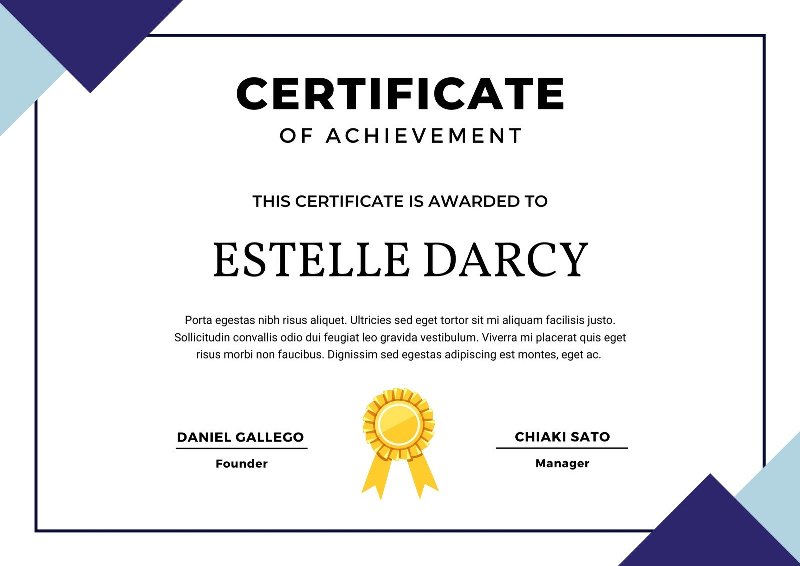 CERTIFICATE
OF ACHIEVEMENT
THIS CERTIFICATE IS AWARDED TO
ESTELLE DARCY
Porta egestas nibh risus aliquet. Ultricies sed eget tortor sit mi aliquam facilisis justo.
Sollicitudin convallis odio dui feugiat leo gravida vestibulum. Viverra mi placerat quis eget
risus morbi non faucibus. Dignissim sed egestas adipiscing est montes, eget ac.
DANIEL GALLEGO
Founder
CHIAKI SATO
Manager